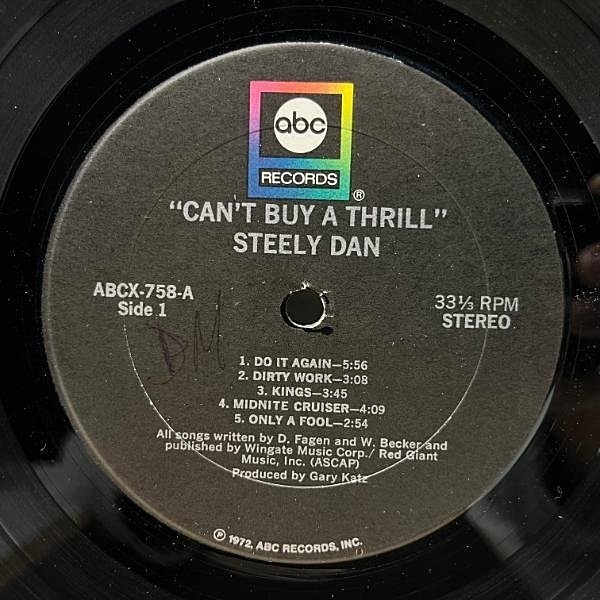 abc
RECORDS
®
"CAN'T BUY A THRILL"
STEELY DAN
ABCX-758-A
Side 1
33⅓ RPM
STEREO
DM
1. DO IT AGAIN—5:56
2. DIRTY WORK—3:08
3. KINGS—3:45
4. MIDNITE CRUISER—4:09
5. ONLY A FOOL—2:54
All songs written by D. Fagen and W. Becker and
published by Wingate Music Corp./ Red Giant
Music, Inc. (ASCAP)
Produced by Gary Katz
℗ 1972, ABC RECORDS, INC.